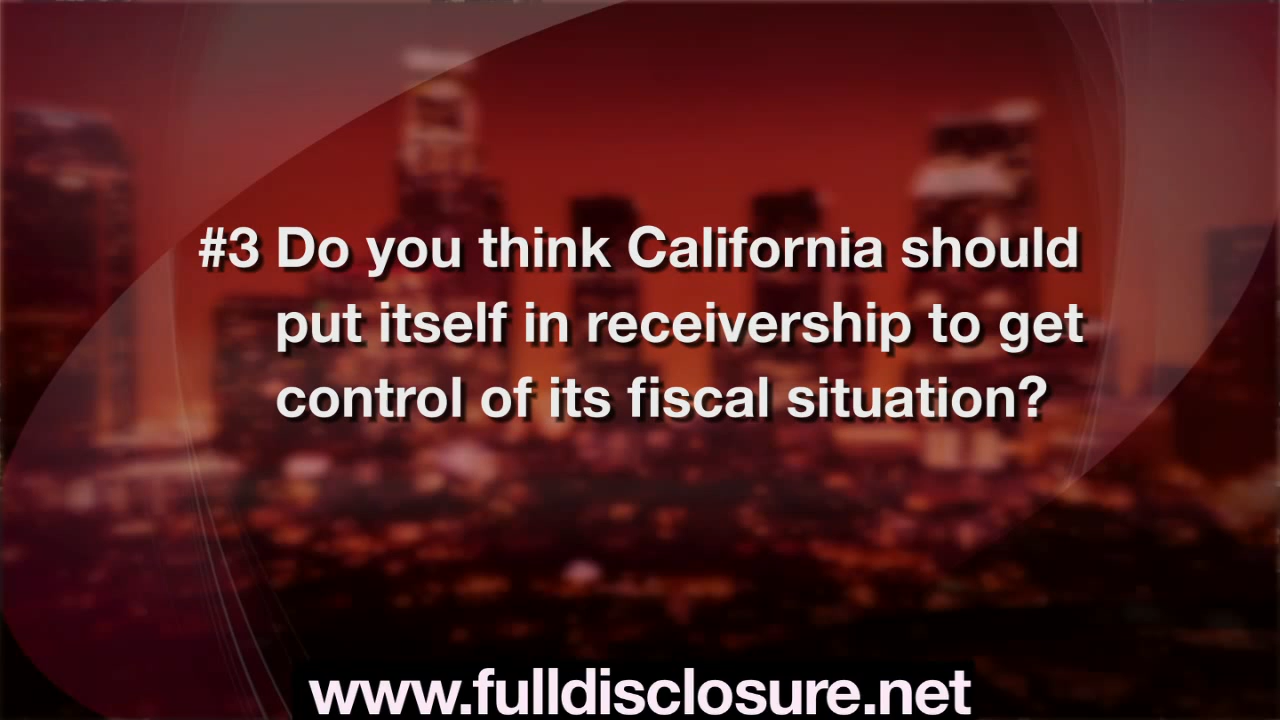 #3 Do you think California should
put itself in receivership to get
control of its fiscal situation?
www.fulldisclosure.net